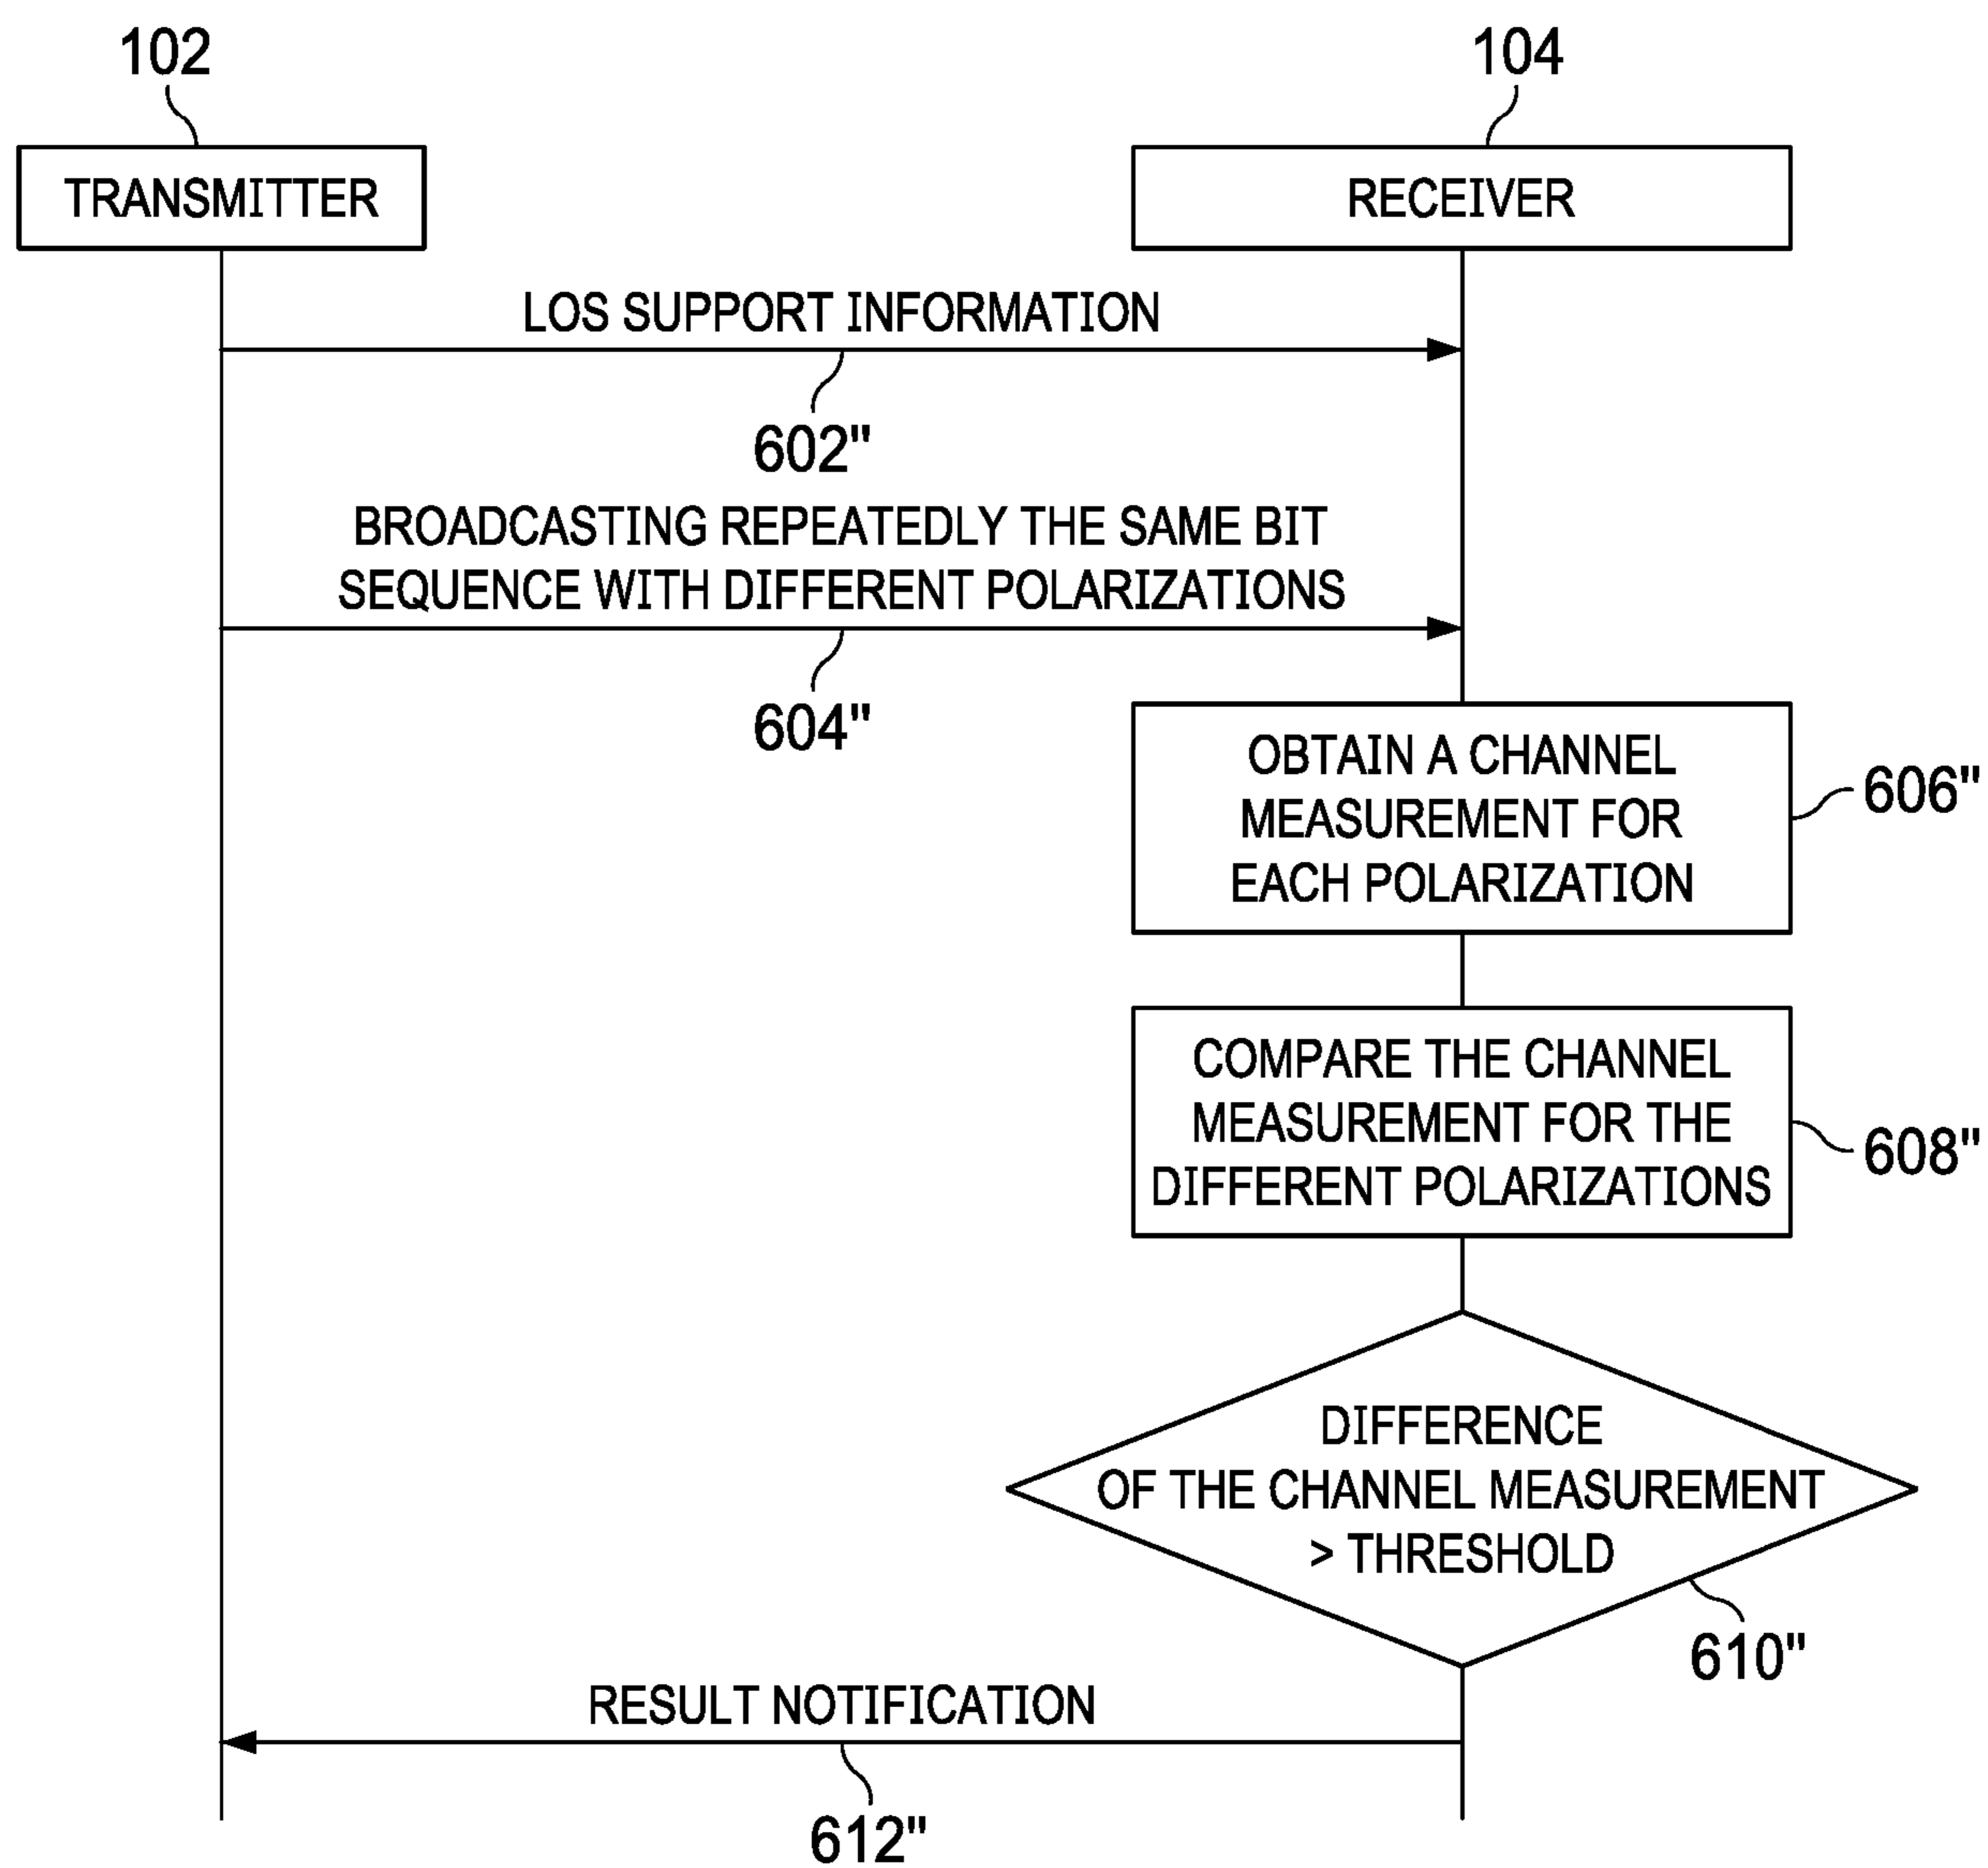 102
104
TRANSMITTER
RECEIVER
LOS SUPPORT INFORMATION
602"
BROADCASTING REPEATEDLY THE SAME BIT
SEQUENCE WITH DIFFERENT POLARIZATIONS
604"
OBTAIN A CHANNEL
MEASUREMENT FOR
EACH POLARIZATION
606"
COMPARE THE CHANNEL
MEASUREMENT FOR THE
DIFFERENT POLARIZATIONS
608"
DIFFERENCE
OF THE CHANNEL MEASUREMENT
> THRESHOLD
610"
RESULT NOTIFICATION
612"